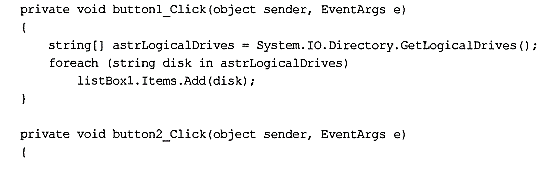 private void button1_Click(object sender, EventArgs e)
{
string[] astrLogicalDrives = System.IO.Directory.GetLogicalDrives();
foreach (string disk in astrLogicalDrives)
listBox1.Items.Add(disk);
}
private void button2_Click(object sender, EventArgs e)
{